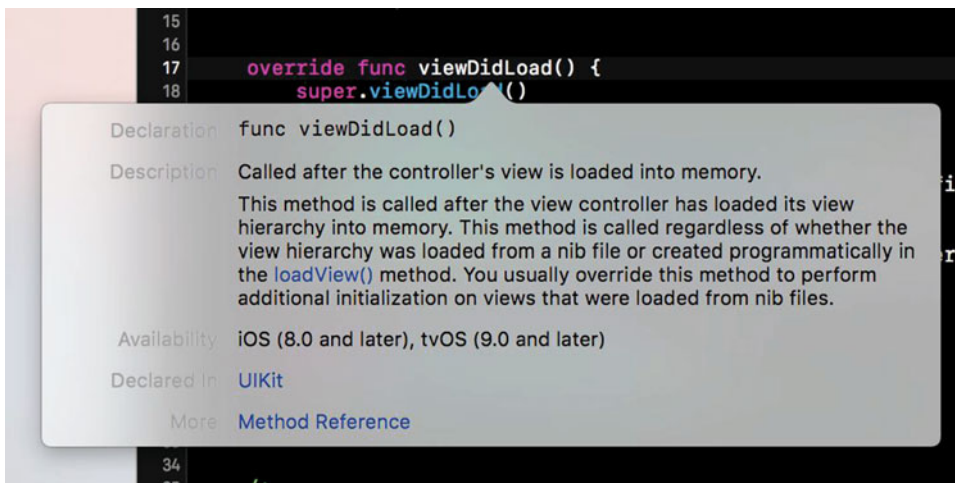 15
16
17 override func viewDidLoad() {
18 super.viewDidLo ()
Declaration func viewDidLoad()
Description Called after the controller's view is loaded into memory.
This method is called after the view controller has loaded its view
hierarchy into memory. This method is called regardless of whether the
view hierarchy was loaded from a nib file or created programmatically in
the loadView() method. You usually override this method to perform
additional initialization on views that were loaded from nib files.
Availability iOS (8.0 and later), tvOS (9.0 and later)
Declared In UIKit
More Method Reference
34